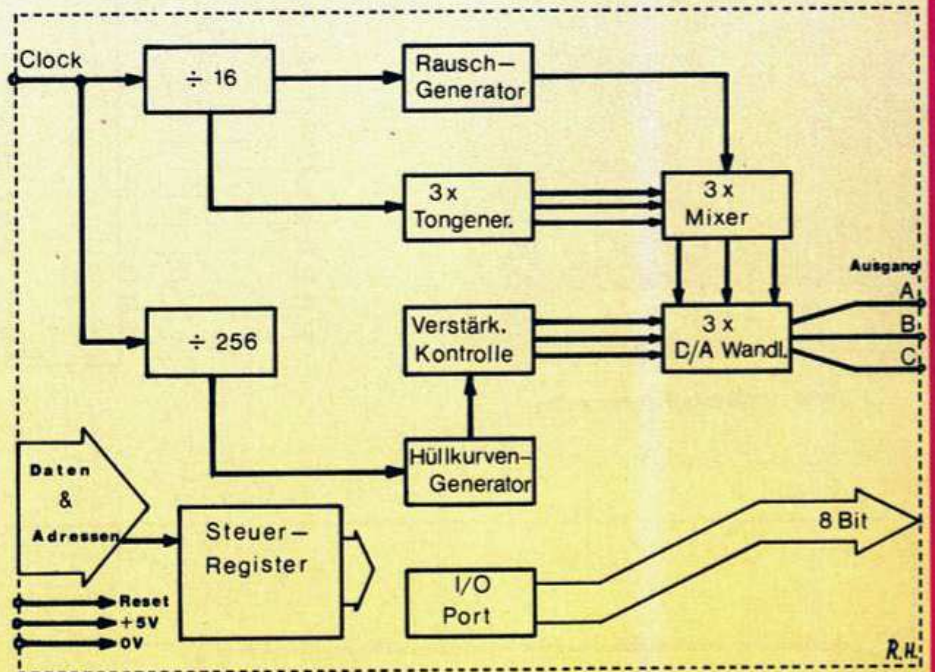 Clock
÷ 16
Rausch-
Generator
3 x
Tongener.
3 x
Mixer
Ausgang
A
B
C
÷ 256
Verstärk.
Kontrolle
3 x
D/A Wandl.
Hüllkurven-
Generator
Daten
&
Adressen
Steuer-
Register
I/O
Port
8 Bit
Reset
+5V
0V
R.H.